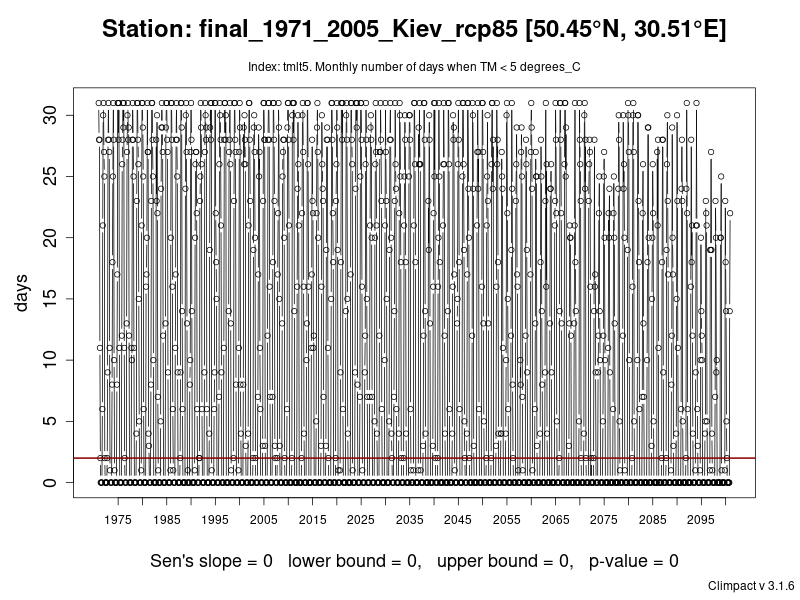 Station: final_1971_2005_Kiev_rcp85 [50.45°N, 30.51°E]
Index: tmlt5. Monthly number of days when TM < 5 degrees_C
30
25
20
15
10
5
0
days
1975 1985 1995 2005 2015 2025 2035 2045 2055 2065 2075 2085 2095
Sen's slope = 0 lower bound = 0, upper bound = 0, p-value = 0
Climpact v 3.1.6